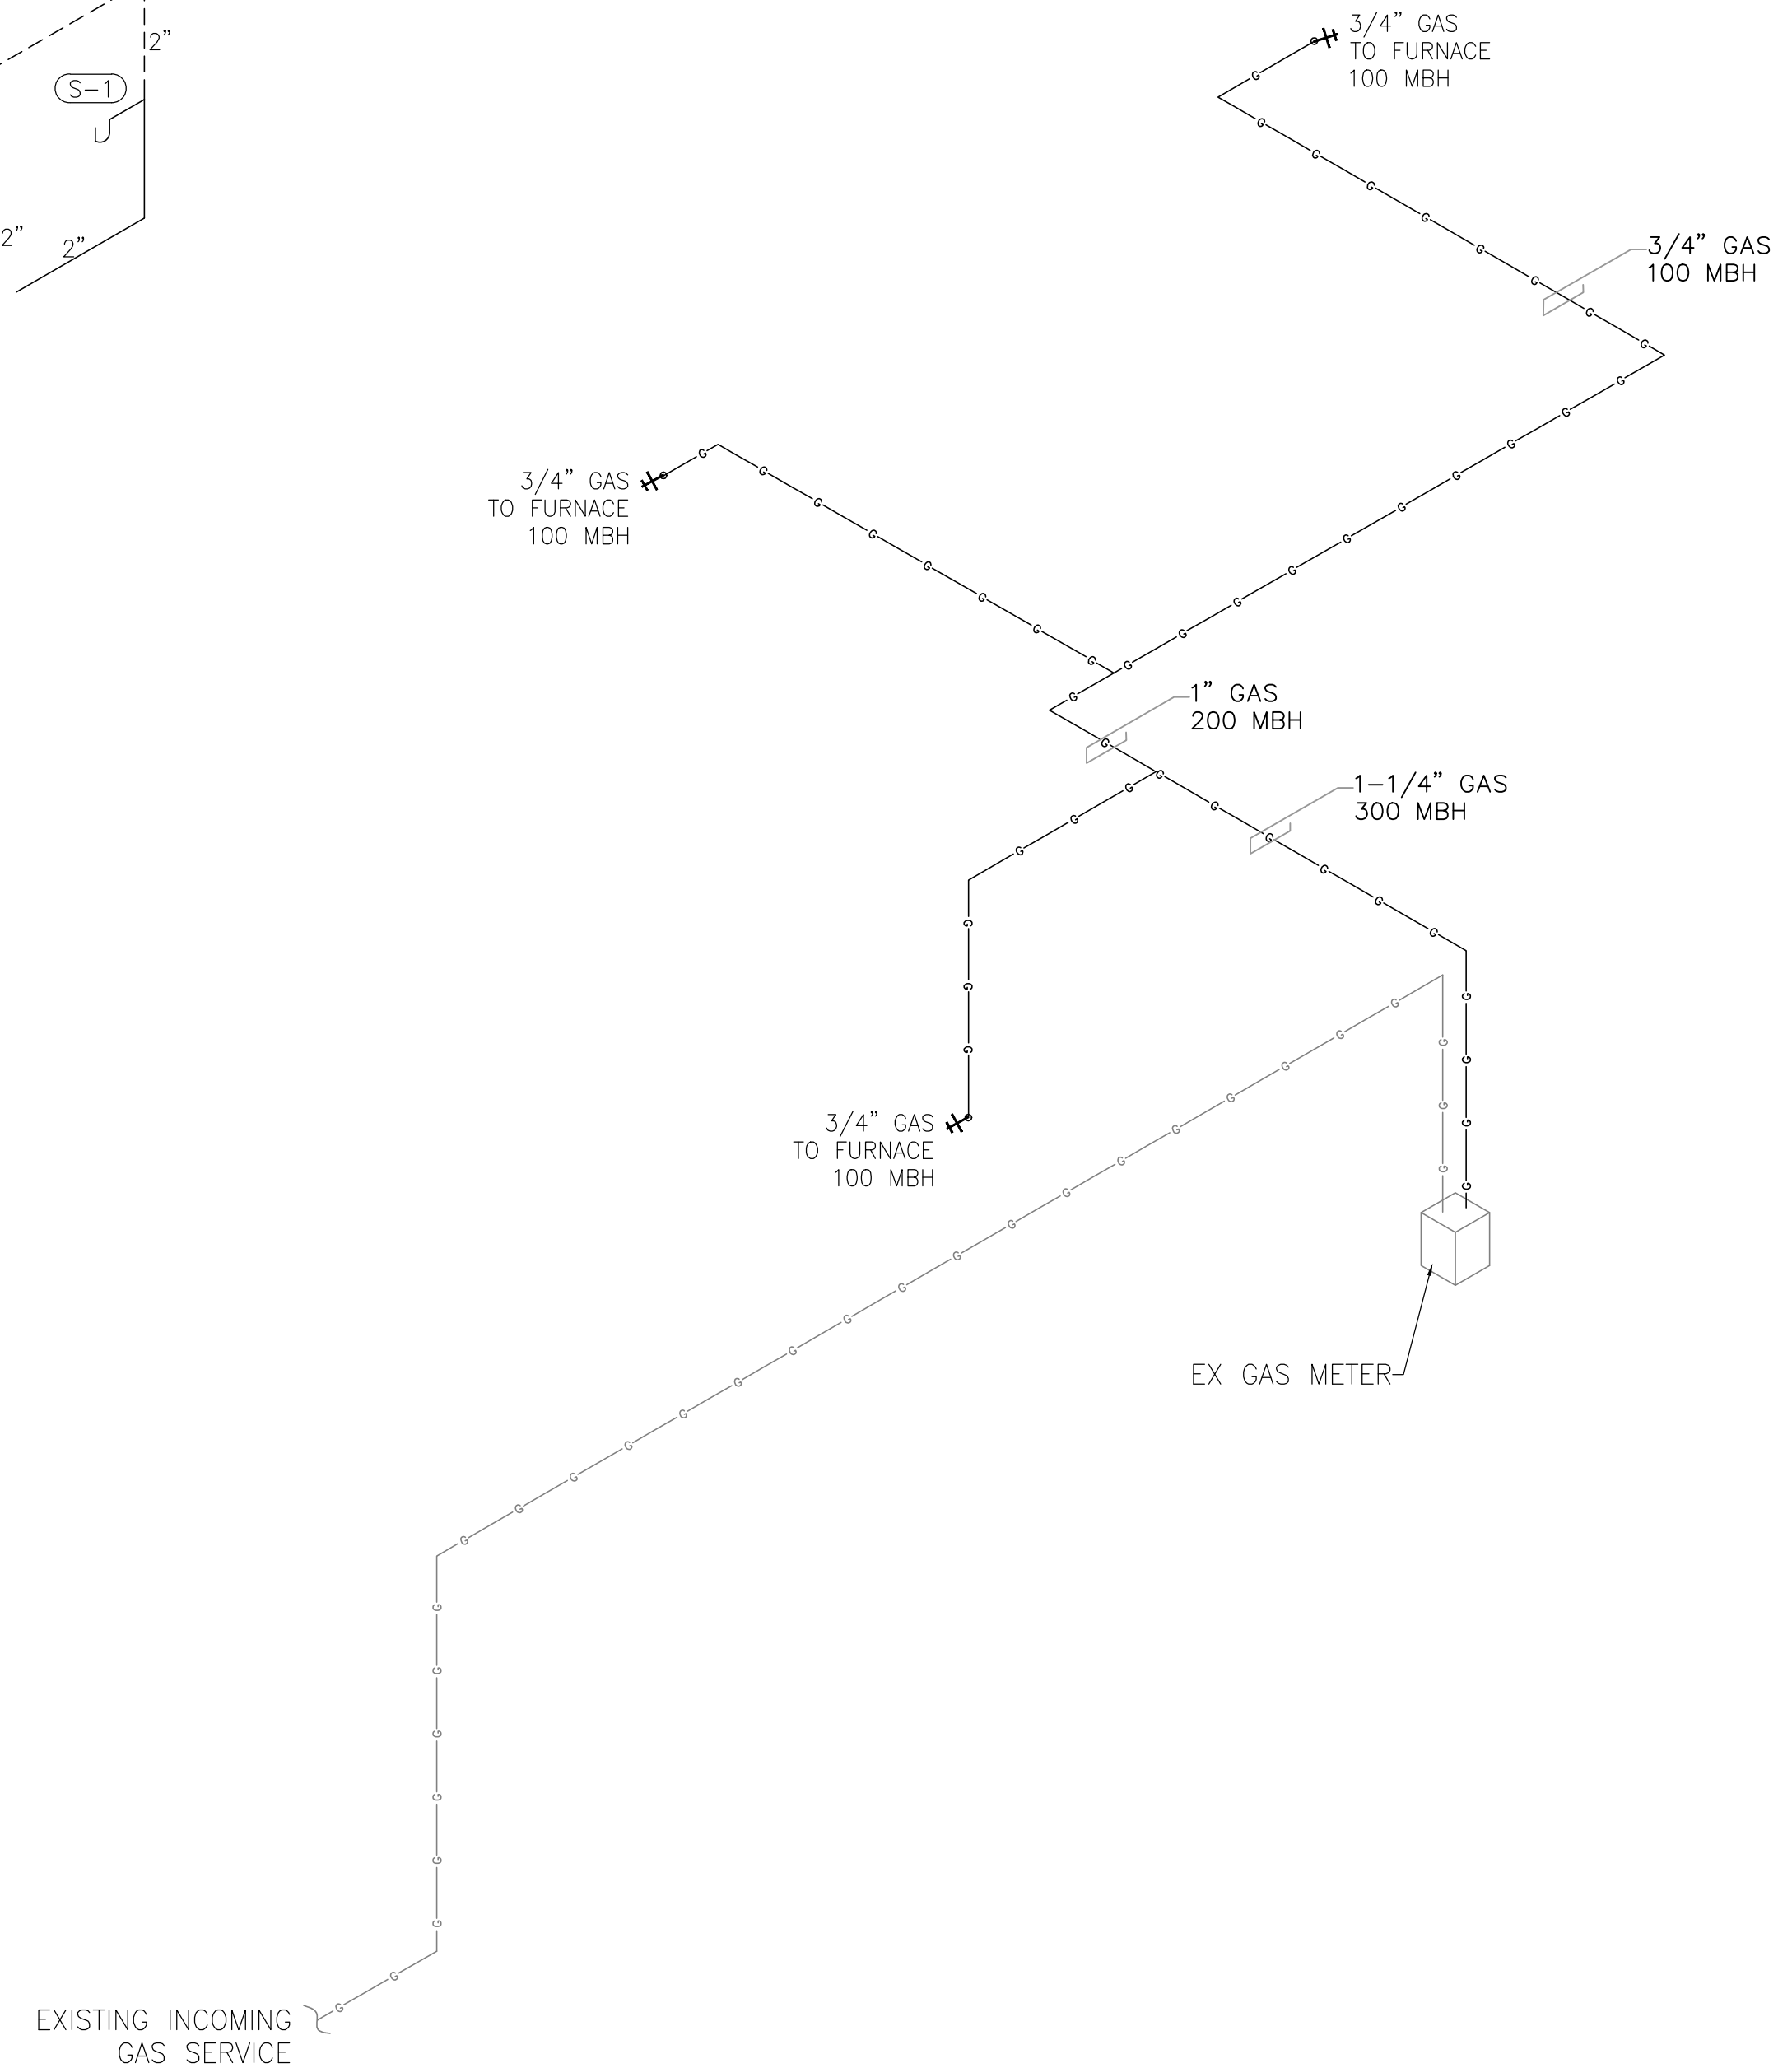 3/4” GAS
TO FURNACE
100 MBH
2”
S-1
2”
2”
3/4” GAS
100 MBH
3/4” GAS
TO FURNACE
100 MBH
1” GAS
200 MBH
1-1/4” GAS
300 MBH
3/4” GAS
TO FURNACE
100 MBH
EX GAS METER
EXISTING INCOMING
GAS SERVICE